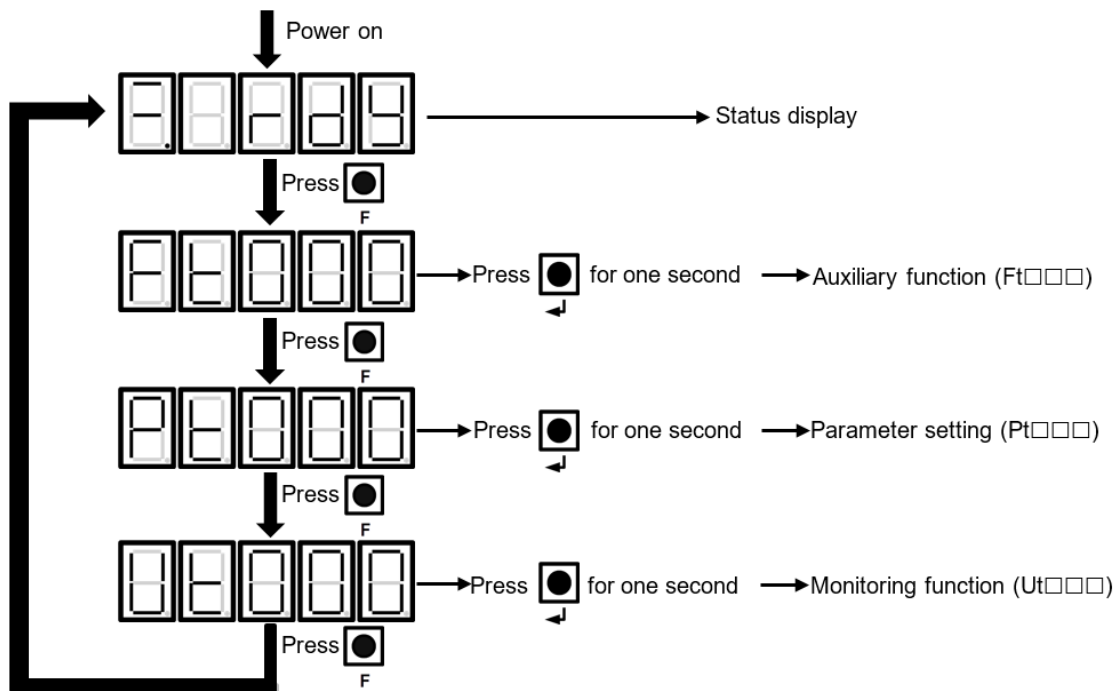 Power on
rdy
Status display
Press
F
Ft000
Press for one second
Auxiliary function (Ft□□□)
Press
F
Pt000
Press for one second
Parameter setting (Pt□□□)
Press
F
Ut000
Press for one second
Monitoring function (Ut□□□)
Press
F